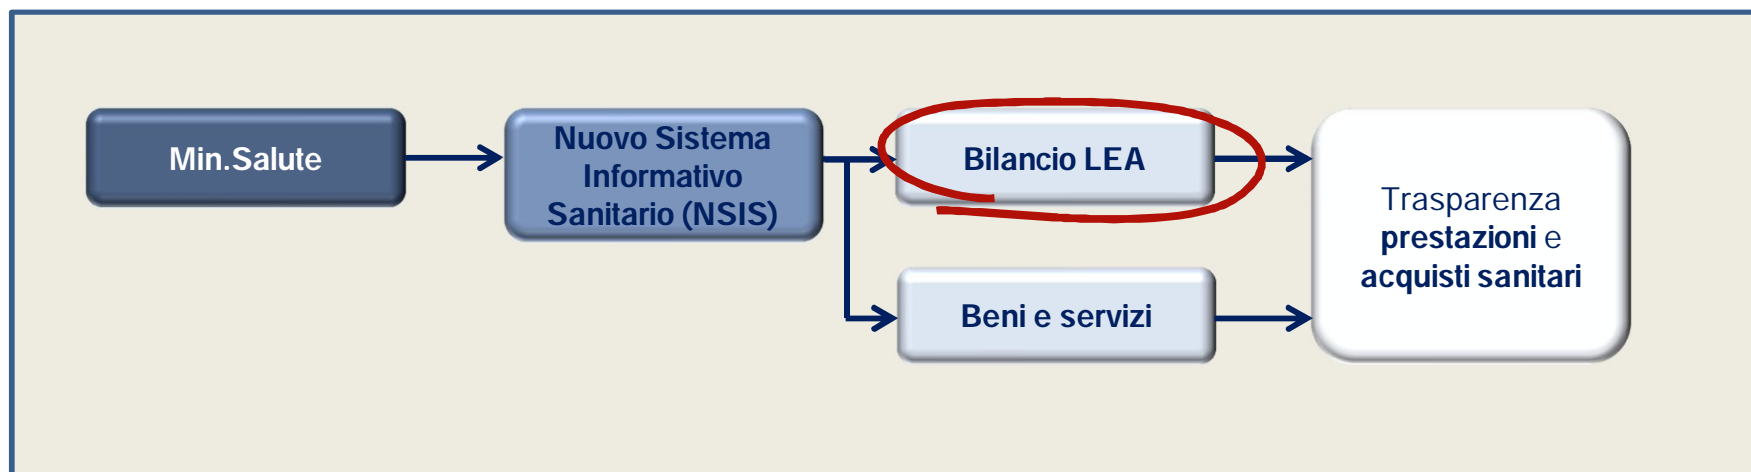 Min.Salute
Nuovo Sistema
Informativo
Sanitario (NSIS)
Bilancio LEA
Beni e servizi
Trasparenza
prestazioni e
acquisti sanitari